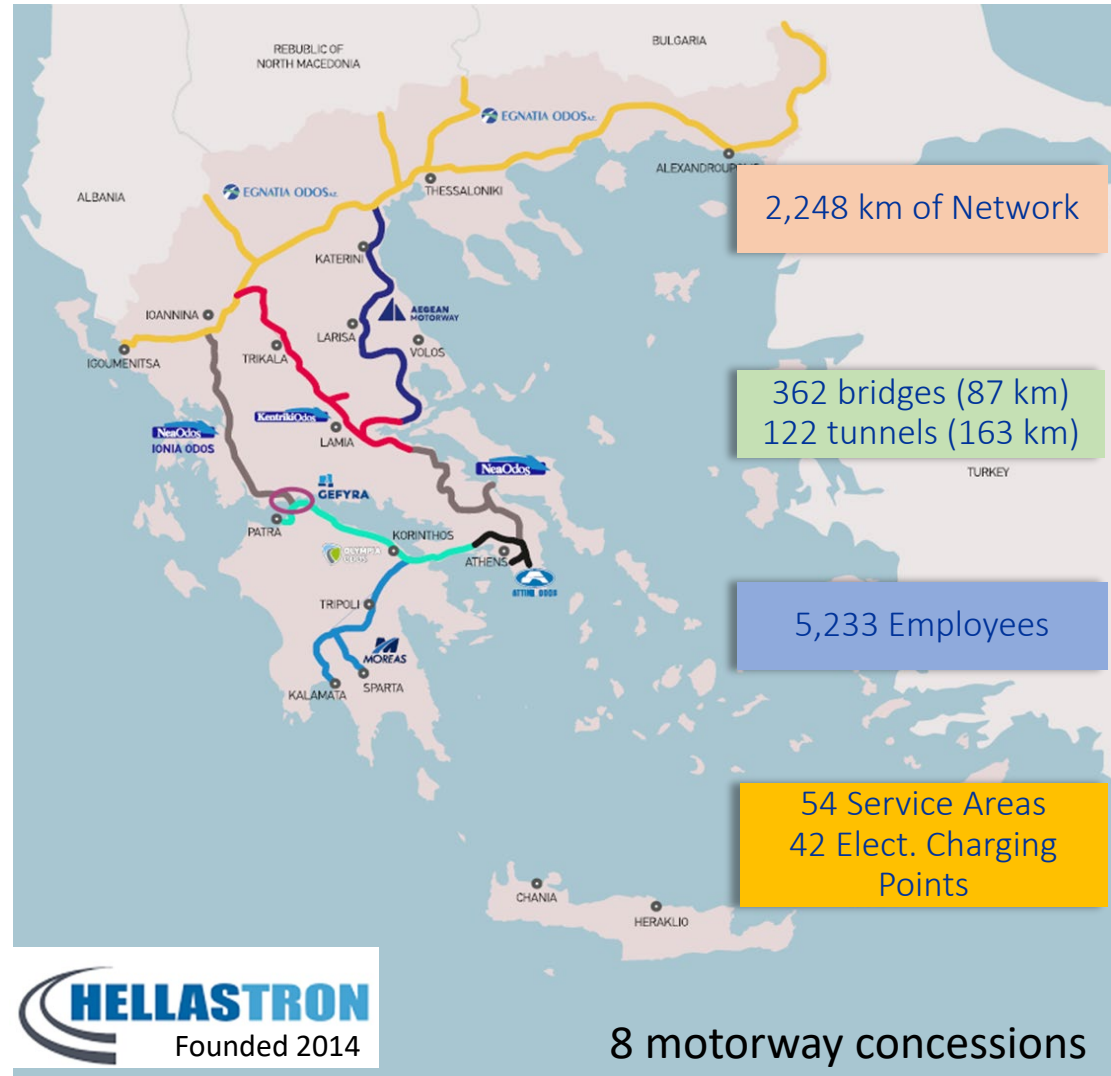 REBUBLIC OF
NORTH MACEDONIA
BULGARIA
EGNATIA ODOS A.E.
ALBANIA
EGNATIA ODOS A.E.
THESSALONIKI
ALEXANDROUP
2,248 km of Network
KATERINI
IOANNINA
AEGEAN
MOTORWAY
LARISA
VOLOS
IGOUMENITSA
TRIKALA
362 bridges (87 km)
122 tunnels (163 km)
KentrikiOdos
NeaOdos
IONIA ODOS
LAMIA
NeaOdos
TURKEY
GEFYRA
PATRA
KORINTHOS
OLYMPIA
ATHENS
ATTIKI ODOS
TRIPOLI
5,233 Employees
MOREAS
KALAMATA
SPARTA
54 Service Areas
42 Elect. Charging
Points
CHANIA
HERAKLIO
HELLASTRON
Founded 2014
8 motorway concessions